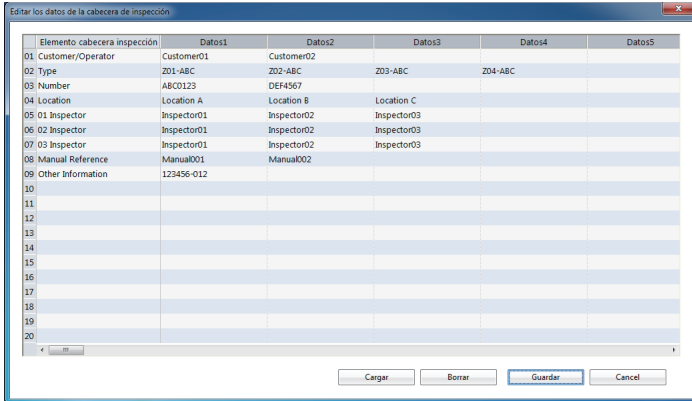 Editar los datos de la cabecera de inspección
Elemento cabecera inspección Datos1 Datos2 Datos3 Datos4 Datos5
01 Customer/Operator Customer01 Customer02
02 Type Z01-ABC Z02-ABC Z03-ABC Z04-ABC
03 Number ABC0123 DEF4567
04 Location Location A Location B Location C
05 01 Inspector Inspector01 Inspector02 Inspector03
06 02 Inspector Inspector01 Inspector02 Inspector03
07 03 Inspector Inspector01 Inspector02 Inspector03
08 Manual Reference Manual001 Manual002
09 Other Information 123456-012
10
11
12
13
14
15
16
17
18
19
20
Cargar Borrar Guardar Cancel